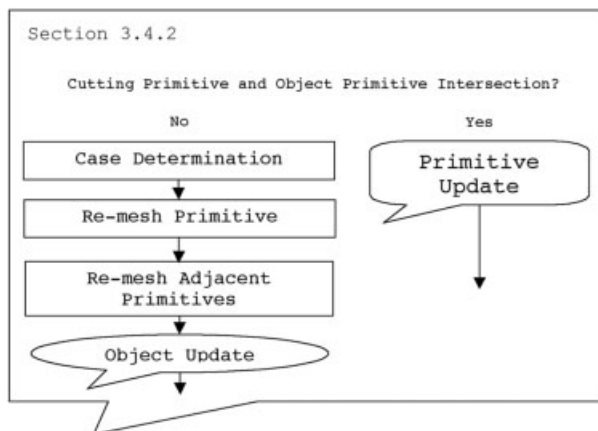 Section 3.4.2
Cutting Primitive and Object Primitive Intersection?
No
Yes
Case Determination
Primitive
Update
Re-mesh Primitive
Re-mesh Adjacent
Primitives
Object Update